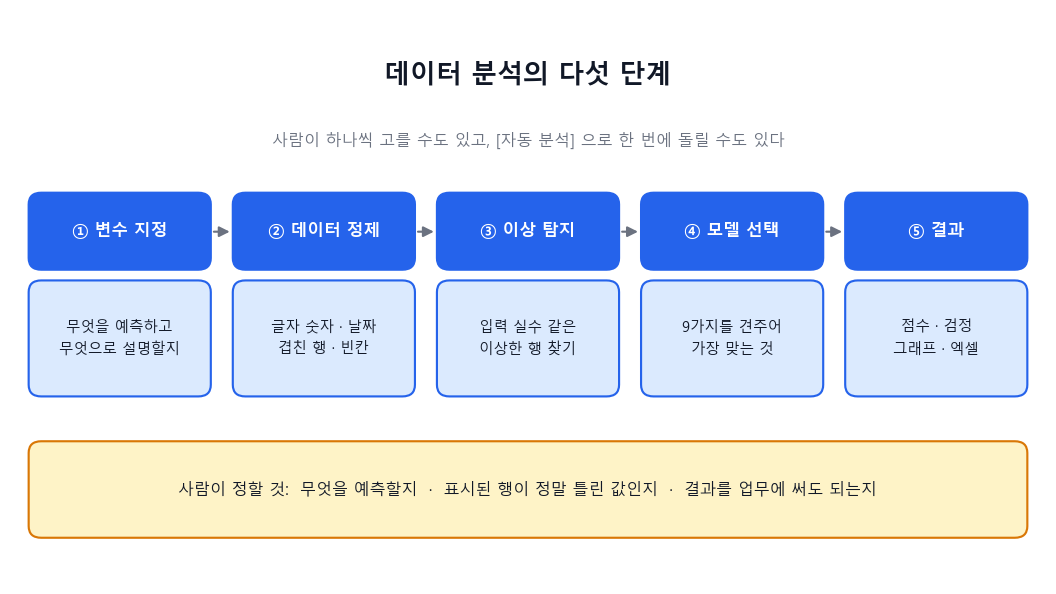 데이터 분석의 다섯 단계
사람이 하나씩 고를 수도 있고, [자동 분석] 으로 한 번에 돌릴 수도 있다
① 변수 지정
② 데이터 정제
③ 이상 탐지
④ 모델 선택
⑤ 결과
무엇을 예측하고
무엇으로 설명할지
글자 숫자 · 날짜
겹친 행 · 빈칸
입력 실수 같은
이상한 행 찾기
9가지를 견주어
가장 맞는 것
점수 · 검정
그래프 · 엑셀
사람이 정할 것: 무엇을 예측할지 · 표시된 행이 정말 틀린 값인지 · 결과를 업무에 써도 되는지